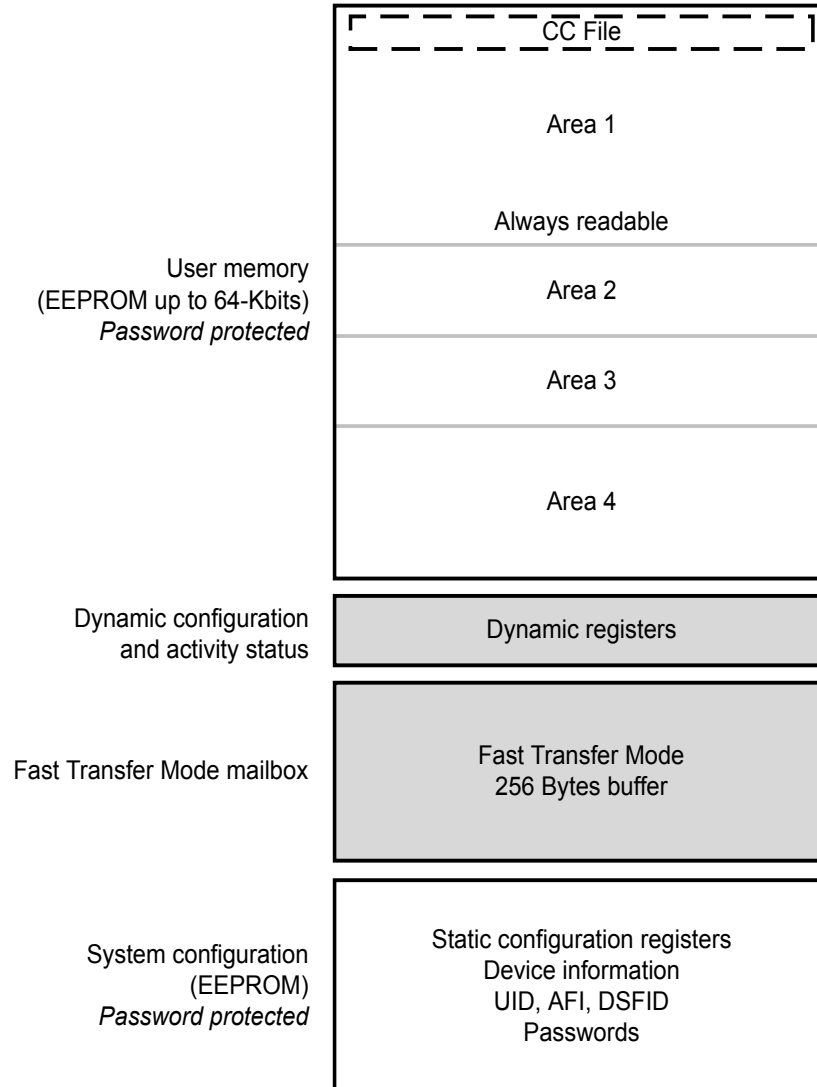 CC File
Area 1
Always readable
User memory
(EEPROM up to 64-Kbits)
Password protected
Area 2
Area 3
Area 4
Dynamic configuration
and activity status
Dynamic registers
Fast Transfer Mode mailbox
Fast Transfer Mode
256 Bytes buffer
System configuration
(EEPROM)
Password protected
Static configuration registers
Device information
UID, AFI, DSFID
Passwords